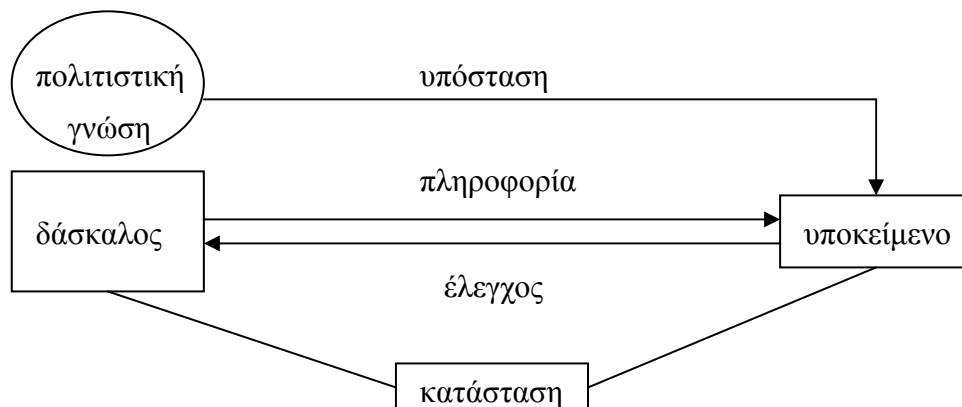 πολιτιστική
γνώση
υπόσταση
πληροφορία
δάσκαλος
υποκείμενο
έλεγχος
κατάσταση